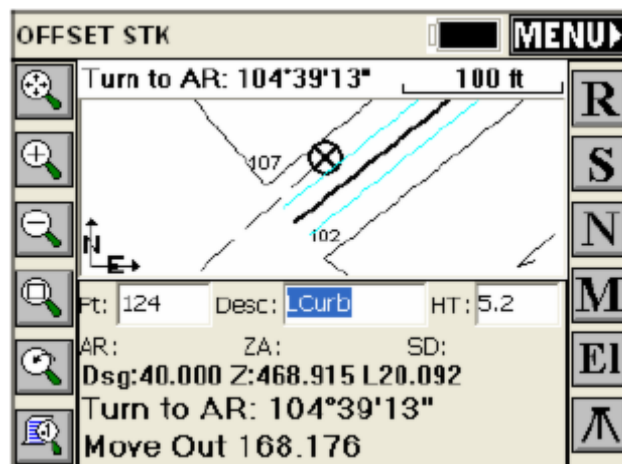 OFFSET STK MENU
Turn to AR: 104°39'13" 100 ft
R
107
S
N
102
N
E
Pt: 124 Desc: LCurb HT: 5.2
M
AR: ZA: SD:
El
Dsg:40.000 Z:468.915 L20.092
Turn to AR: 104°39'13"
Move Out 168.176